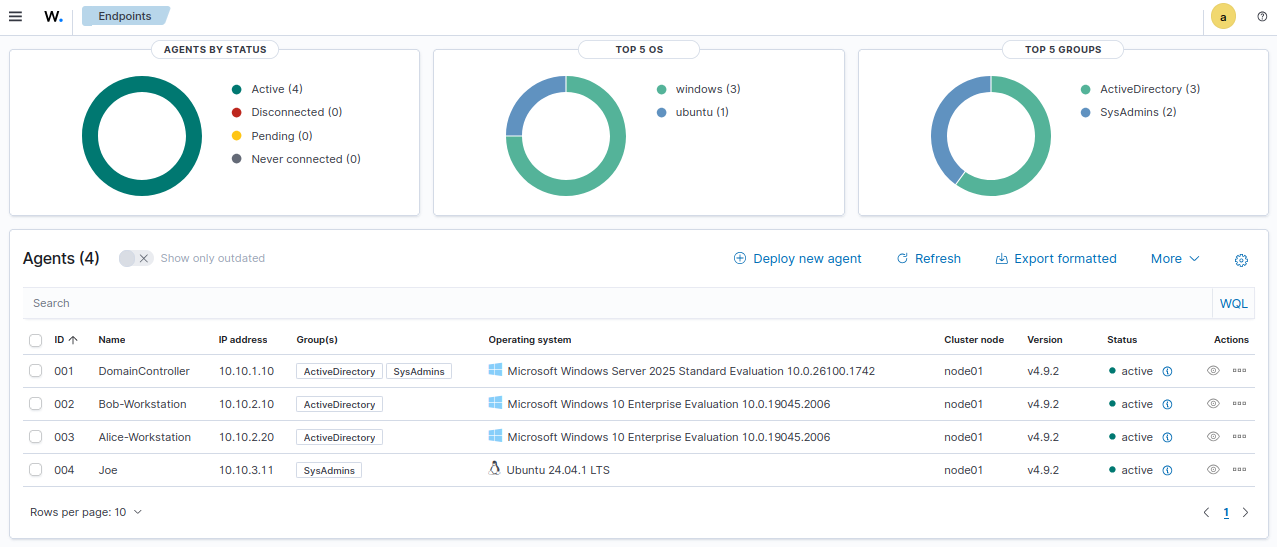 W. Endpoints a
AGENTS BY STATUS
Active (4)
Disconnected (0)
Pending (0)
Never connected (0)
TOP 5 OS
windows (3)
ubuntu (1)
TOP 5 GROUPS
ActiveDirectory (3)
SysAdmins (2)
Agents (4) Show only outdated Deploy new agent Refresh Export formatted More
Search WQL
ID Name IP address Group(s) Operating system Cluster node Version Status Actions
001 DomainController 10.10.1.10 ActiveDirectory SysAdmins Microsoft Windows Server 2025 Standard Evaluation 10.0.26100.1742 node01 v4.9.2 active
002 Bob-Workstation 10.10.2.10 ActiveDirectory Microsoft Windows 10 Enterprise Evaluation 10.0.19045.2006 node01 v4.9.2 active
003 Alice-Workstation 10.10.2.20 ActiveDirectory Microsoft Windows 10 Enterprise Evaluation 10.0.19045.2006 node01 v4.9.2 active
004 Joe 10.10.3.11 SysAdmins Ubuntu 24.04.1 LTS node01 v4.9.2 active
Rows per page: 10 1